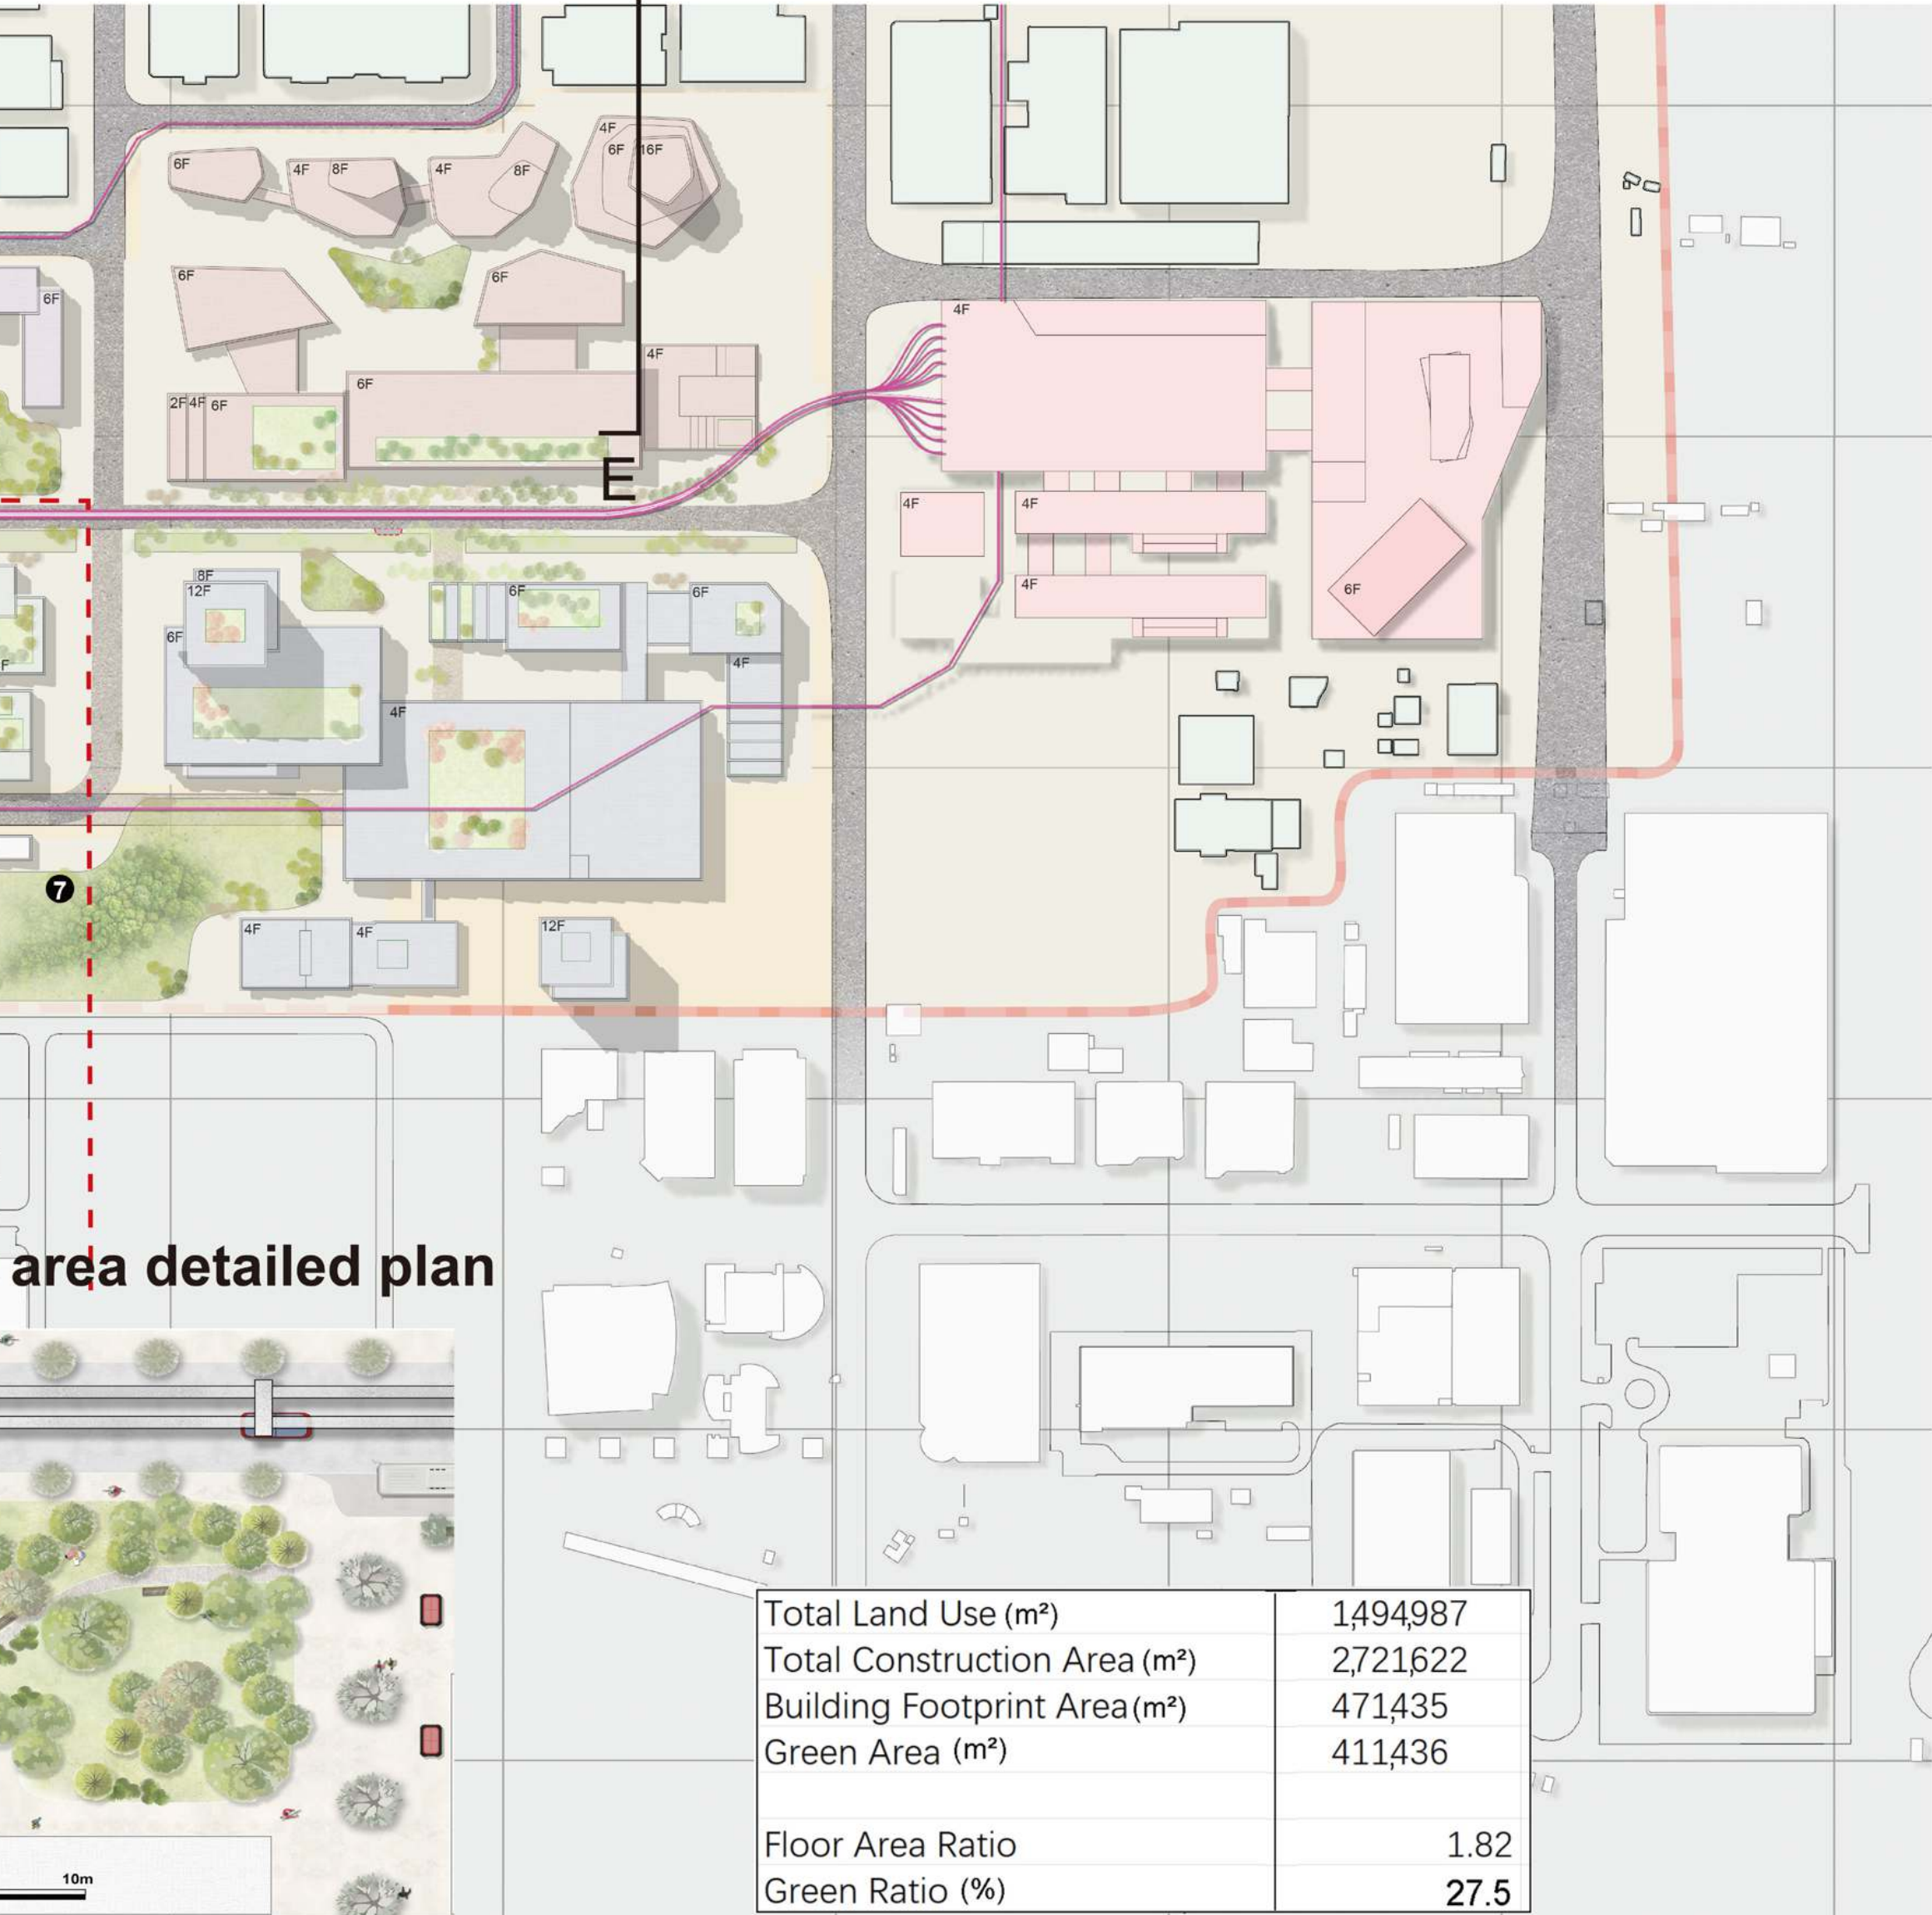 4F
6F
16F
6F
4F
8F
4F
8F
6F
6F
6F
4F
4F
6F
2F
4F
6F
E
4F
4F
4F
6F
8F
12F
6F
6F
6F
4F
F
4F
7
4F
4F
12F
area detailed plan
Total Land Use (m²) 1,494,987
Total Construction Area (m²) 2,721,622
Building Footprint Area (m²) 471,435
Green Area (m²) 411,436
Floor Area Ratio 1.82
Green Ratio (%) 27.5
10m